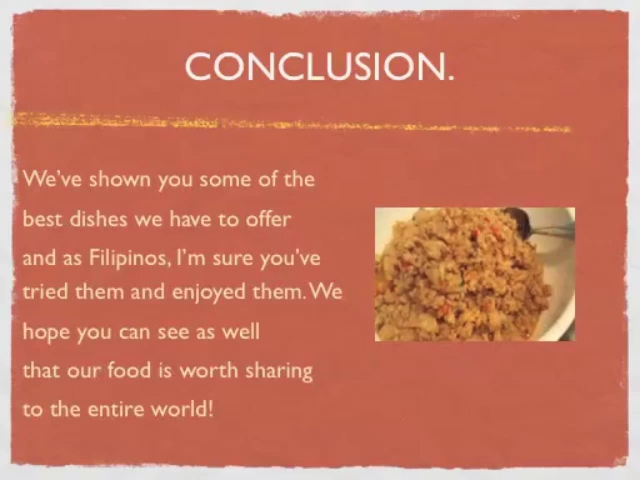 CONCLUSION.
We've shown you some of the
best dishes we have to offer
and as Filipinos, I'm sure you've
tried them and enjoyed them. We
hope you can see as well
that our food is worth sharing
to the entire world!